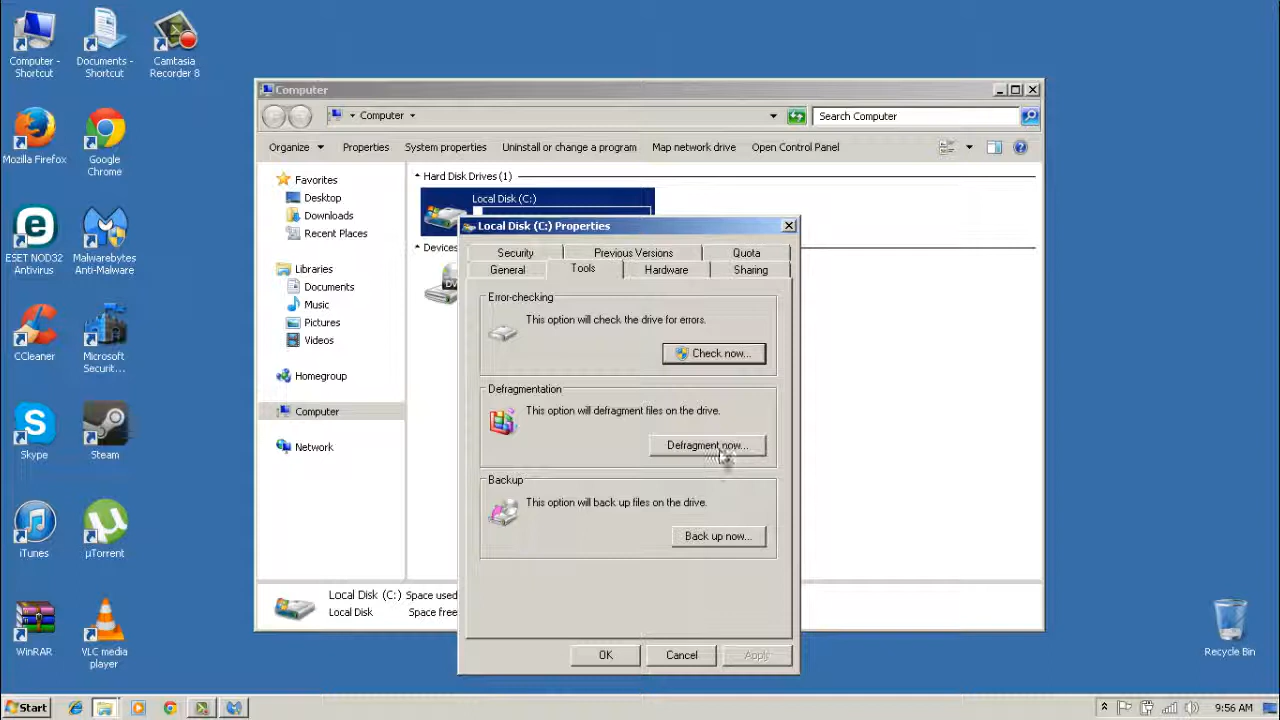 Computer -
Shortcut
Documents -
Shortcut
Camtasia
Recorder 8
Mozilla Firefox
Google
Chrome
ESET NOD32
Antivirus
Malwarebytes
Anti-Malware
CCleaner
Microsoft
Securit...
Skype
Steam
iTunes
µTorrent
WinRAR
VLC media
player
Computer
Computer
Search Computer
Organize
Properties
System properties
Uninstall or change a program
Map network drive
Open Control Panel
Favorites
Desktop
Downloads
Recent Places
Libraries
Documents
Music
Pictures
Videos
Homegroup
Computer
Network
Hard Disk Drives (1)
Local Disk (C:)
Devices
Local Disk (C:) Space used
Local Disk Space free
Local Disk (C:) Properties
Security
Previous Versions
Quota
General
Tools
Hardware
Sharing
Error-checking
This option will check the drive for errors.
Check now...
Defragmentation
This option will defragment files on the drive.
Defragment now...
Backup
This option will back up files on the drive.
Back up now...
OK
Cancel
Apply
Recycle Bin
Start
9:56 AM